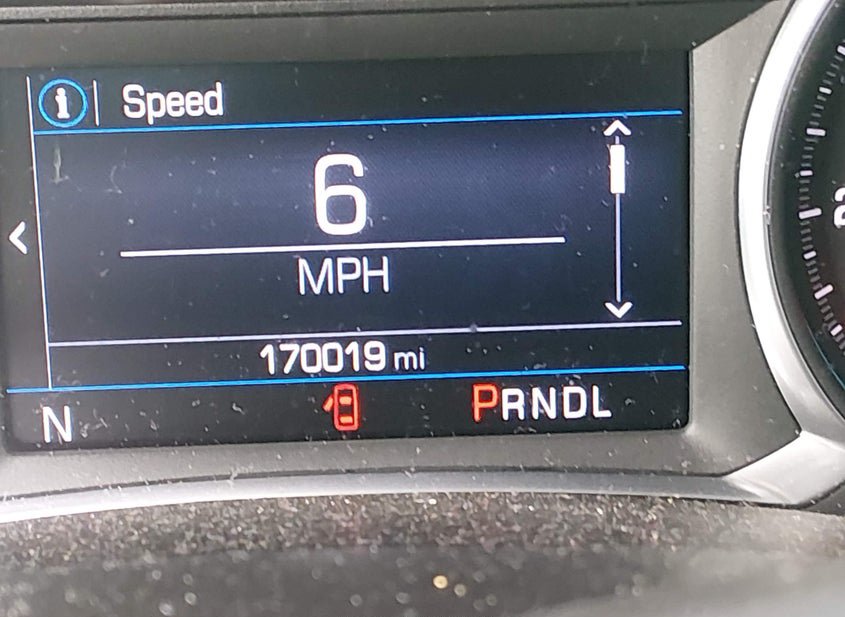 Speed
6
MPH
170019 mi
N
PRNDL